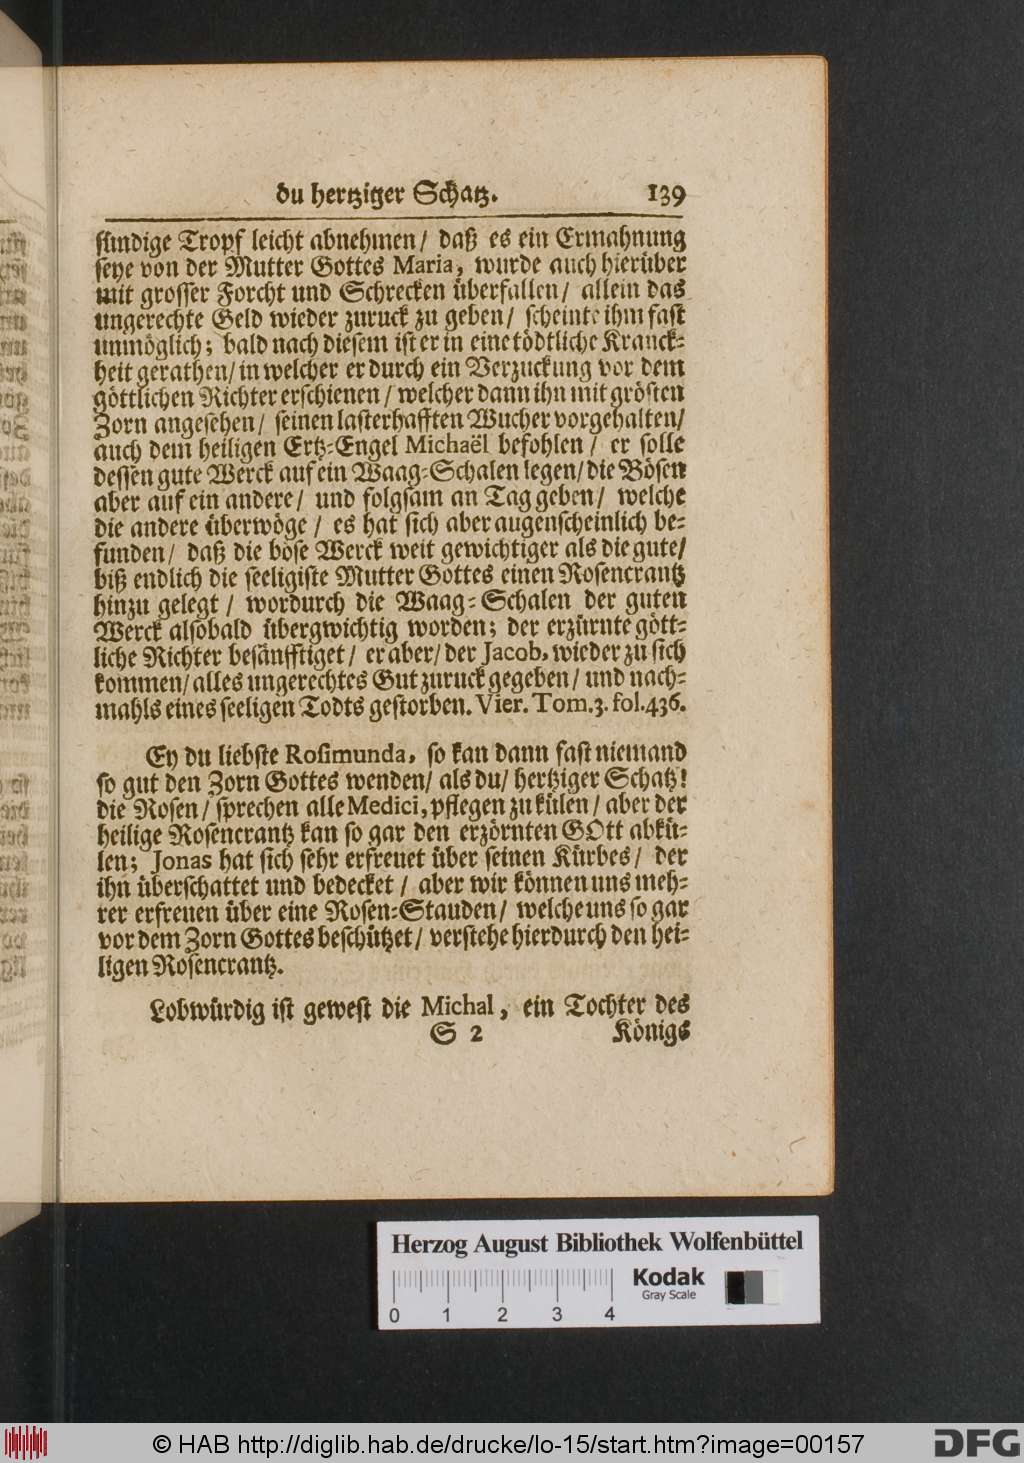 du hertziger Schatz. 139
sündige Tropf leicht abnehmen / daß es ein Ermahnung
seye von der Mutter Gottes Maria, wurde auch hierüber
mit grosser Forcht und Schrecken überfallen / allein das
ungerechte Geld wieder zuruck zu geben / scheinte ihm fast
unmöglich; bald nach diesem ist er in eine tödtliche Kranck-
heit gerathen / in welcher er durch ein Verzuckung vor dem
göttlichen Richter erschienen / welcher dann ihn mit grösten
Zorn angesehen / seinen lasterhafften Wucher vorgehalten /
auch dem heiligen Ertz-Engel Michaël befohlen / er solle
dessen gute Werck auf ein Waag-Schalen legen / die Bösen
aber auf ein andere / und folgsam an Tag geben / welche
die andere überwöge / es hat sich aber augenscheinlich be-
funden / daß die böse Werck weit gewichtiger als die gute /
biß endlich die seeligiste Mutter Gottes einen Rosencrantz
hinzu gelegt / wordurch die Waag-Schalen der guten
Werck alsobald übergwichtig worden; der erzürnte gött-
liche Richter besänfftiget / er aber / der Jacob, wieder zu sich
kommen / alles ungerechtes Gut zuruck gegeben / und nach-
mahls eines seeligen Todts gestorben. Vier. Tom. 3. fol. 436.
Ey du liebste Rosimunda, so kan dann fast niemand
so gut den Zorn Gottes wenden / als du / hertziger Schatz!
die Rosen / sprechen alle Medici, pflegen zu külen / aber der
heilige Rosencrantz kan so gar den erzörnten GOtt abkü-
len; Jonas hat sich sehr erfreuet über seinen Kürbes / der
ihn überschattet und bedecket / aber wir können uns meh-
rer erfreuen über eine Rosen-Stauden / welche uns so gar
vor dem Zorn Gottes beschützet / verstehe hierdurch den hei-
ligen Rosencrantz.
Lobwürdig ist gewest die Michal, ein Tochter des
S 2 Königs
Herzog August Bibliothek Wolfenbüttel
0 1 2 3 4
Kodak
Gray Scale
© HAB http://diglib.hab.de/drucke/lo-15/start.htm?image=00157
DFG